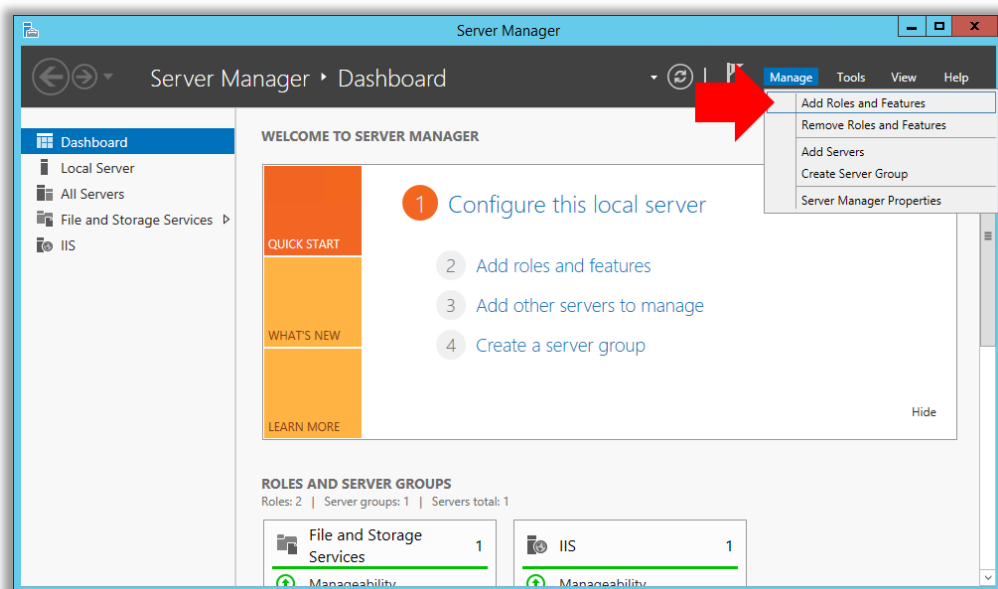 Server Manager
Server Manager ‣ Dashboard
Manage Tools View Help
Add Roles and Features
Remove Roles and Features
Add Servers
Create Server Group
Server Manager Properties
Dashboard
Local Server
All Servers
File and Storage Services
IIS
WELCOME TO SERVER MANAGER
QUICK START
WHAT'S NEW
LEARN MORE
1 Configure this local server
2 Add roles and features
3 Add other servers to manage
4 Create a server group
Hide
ROLES AND SERVER GROUPS
Roles: 2 | Server groups: 1 | Servers total: 1
File and Storage
Services
1
Manageability
IIS 1
Manageability